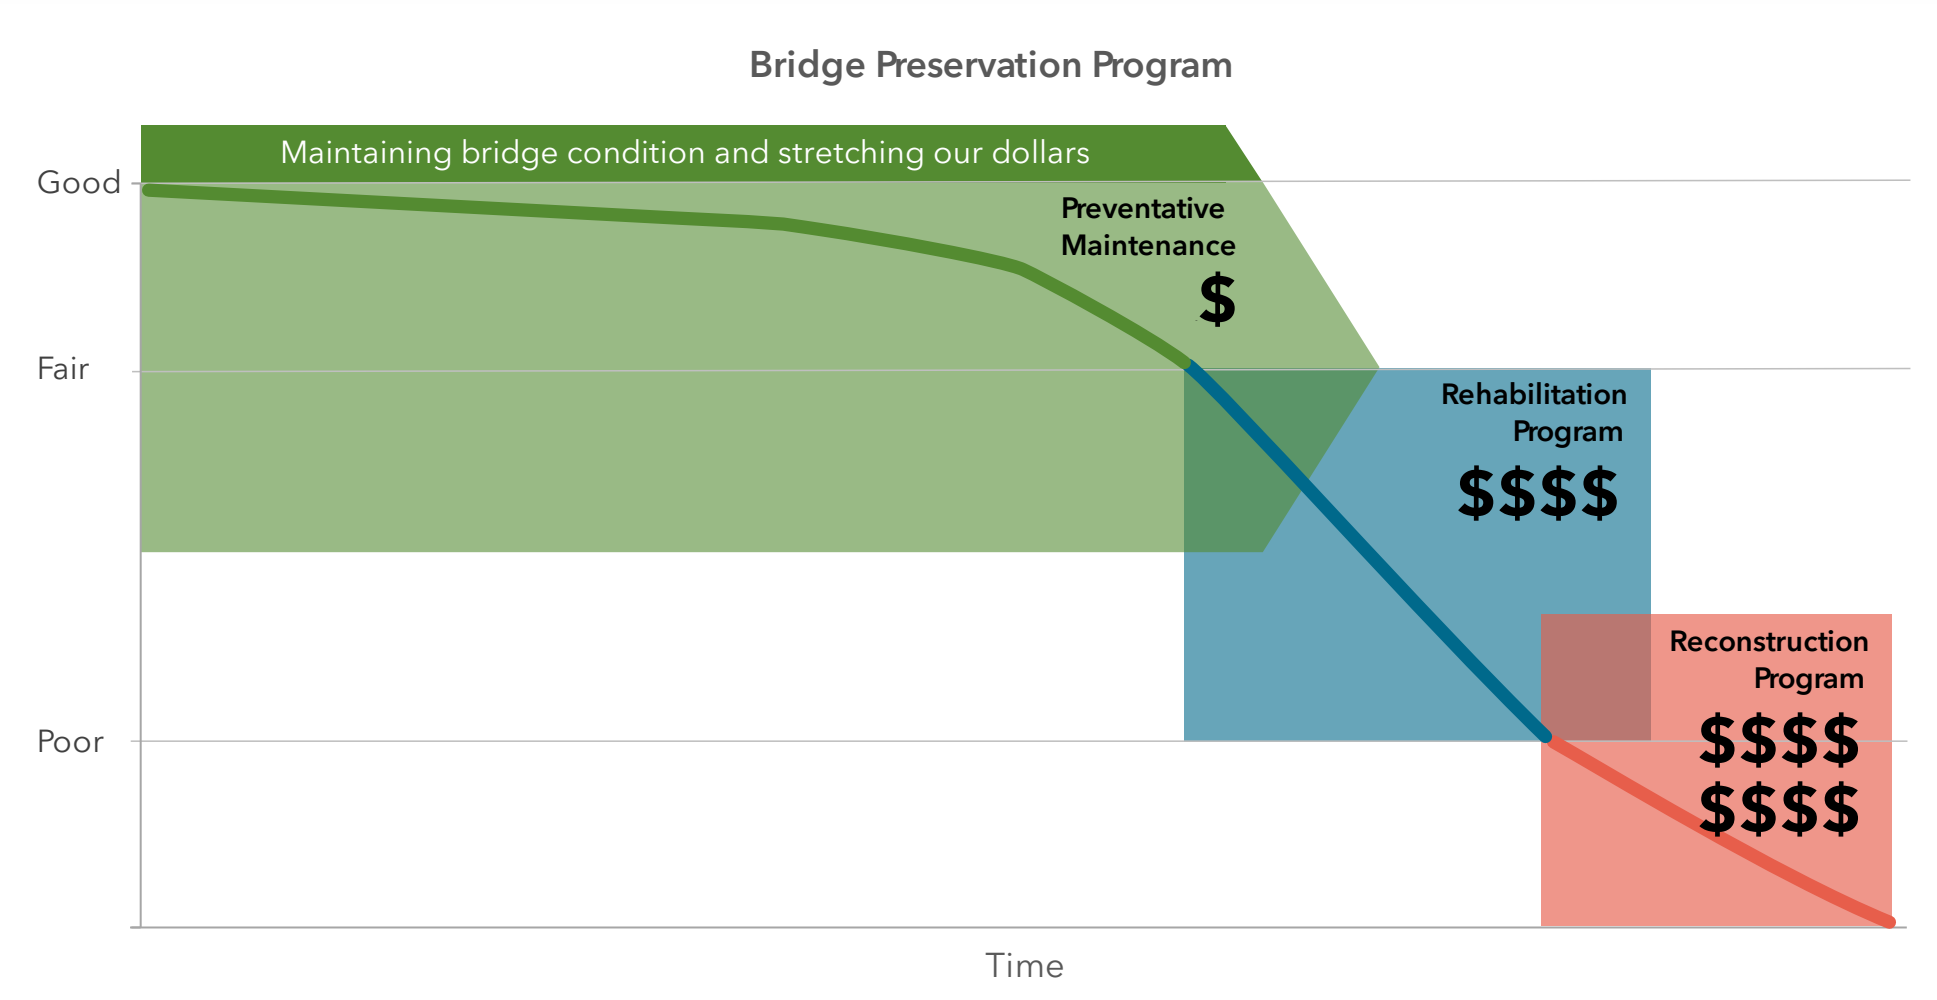 Bridge Preservation Program
Maintaining bridge condition and stretching our dollars
Good
Preventative
Maintenance
$
Fair
Rehabilitation
Program
$$$$
Reconstruction
Program
Poor
$$$$
$$$$
Time